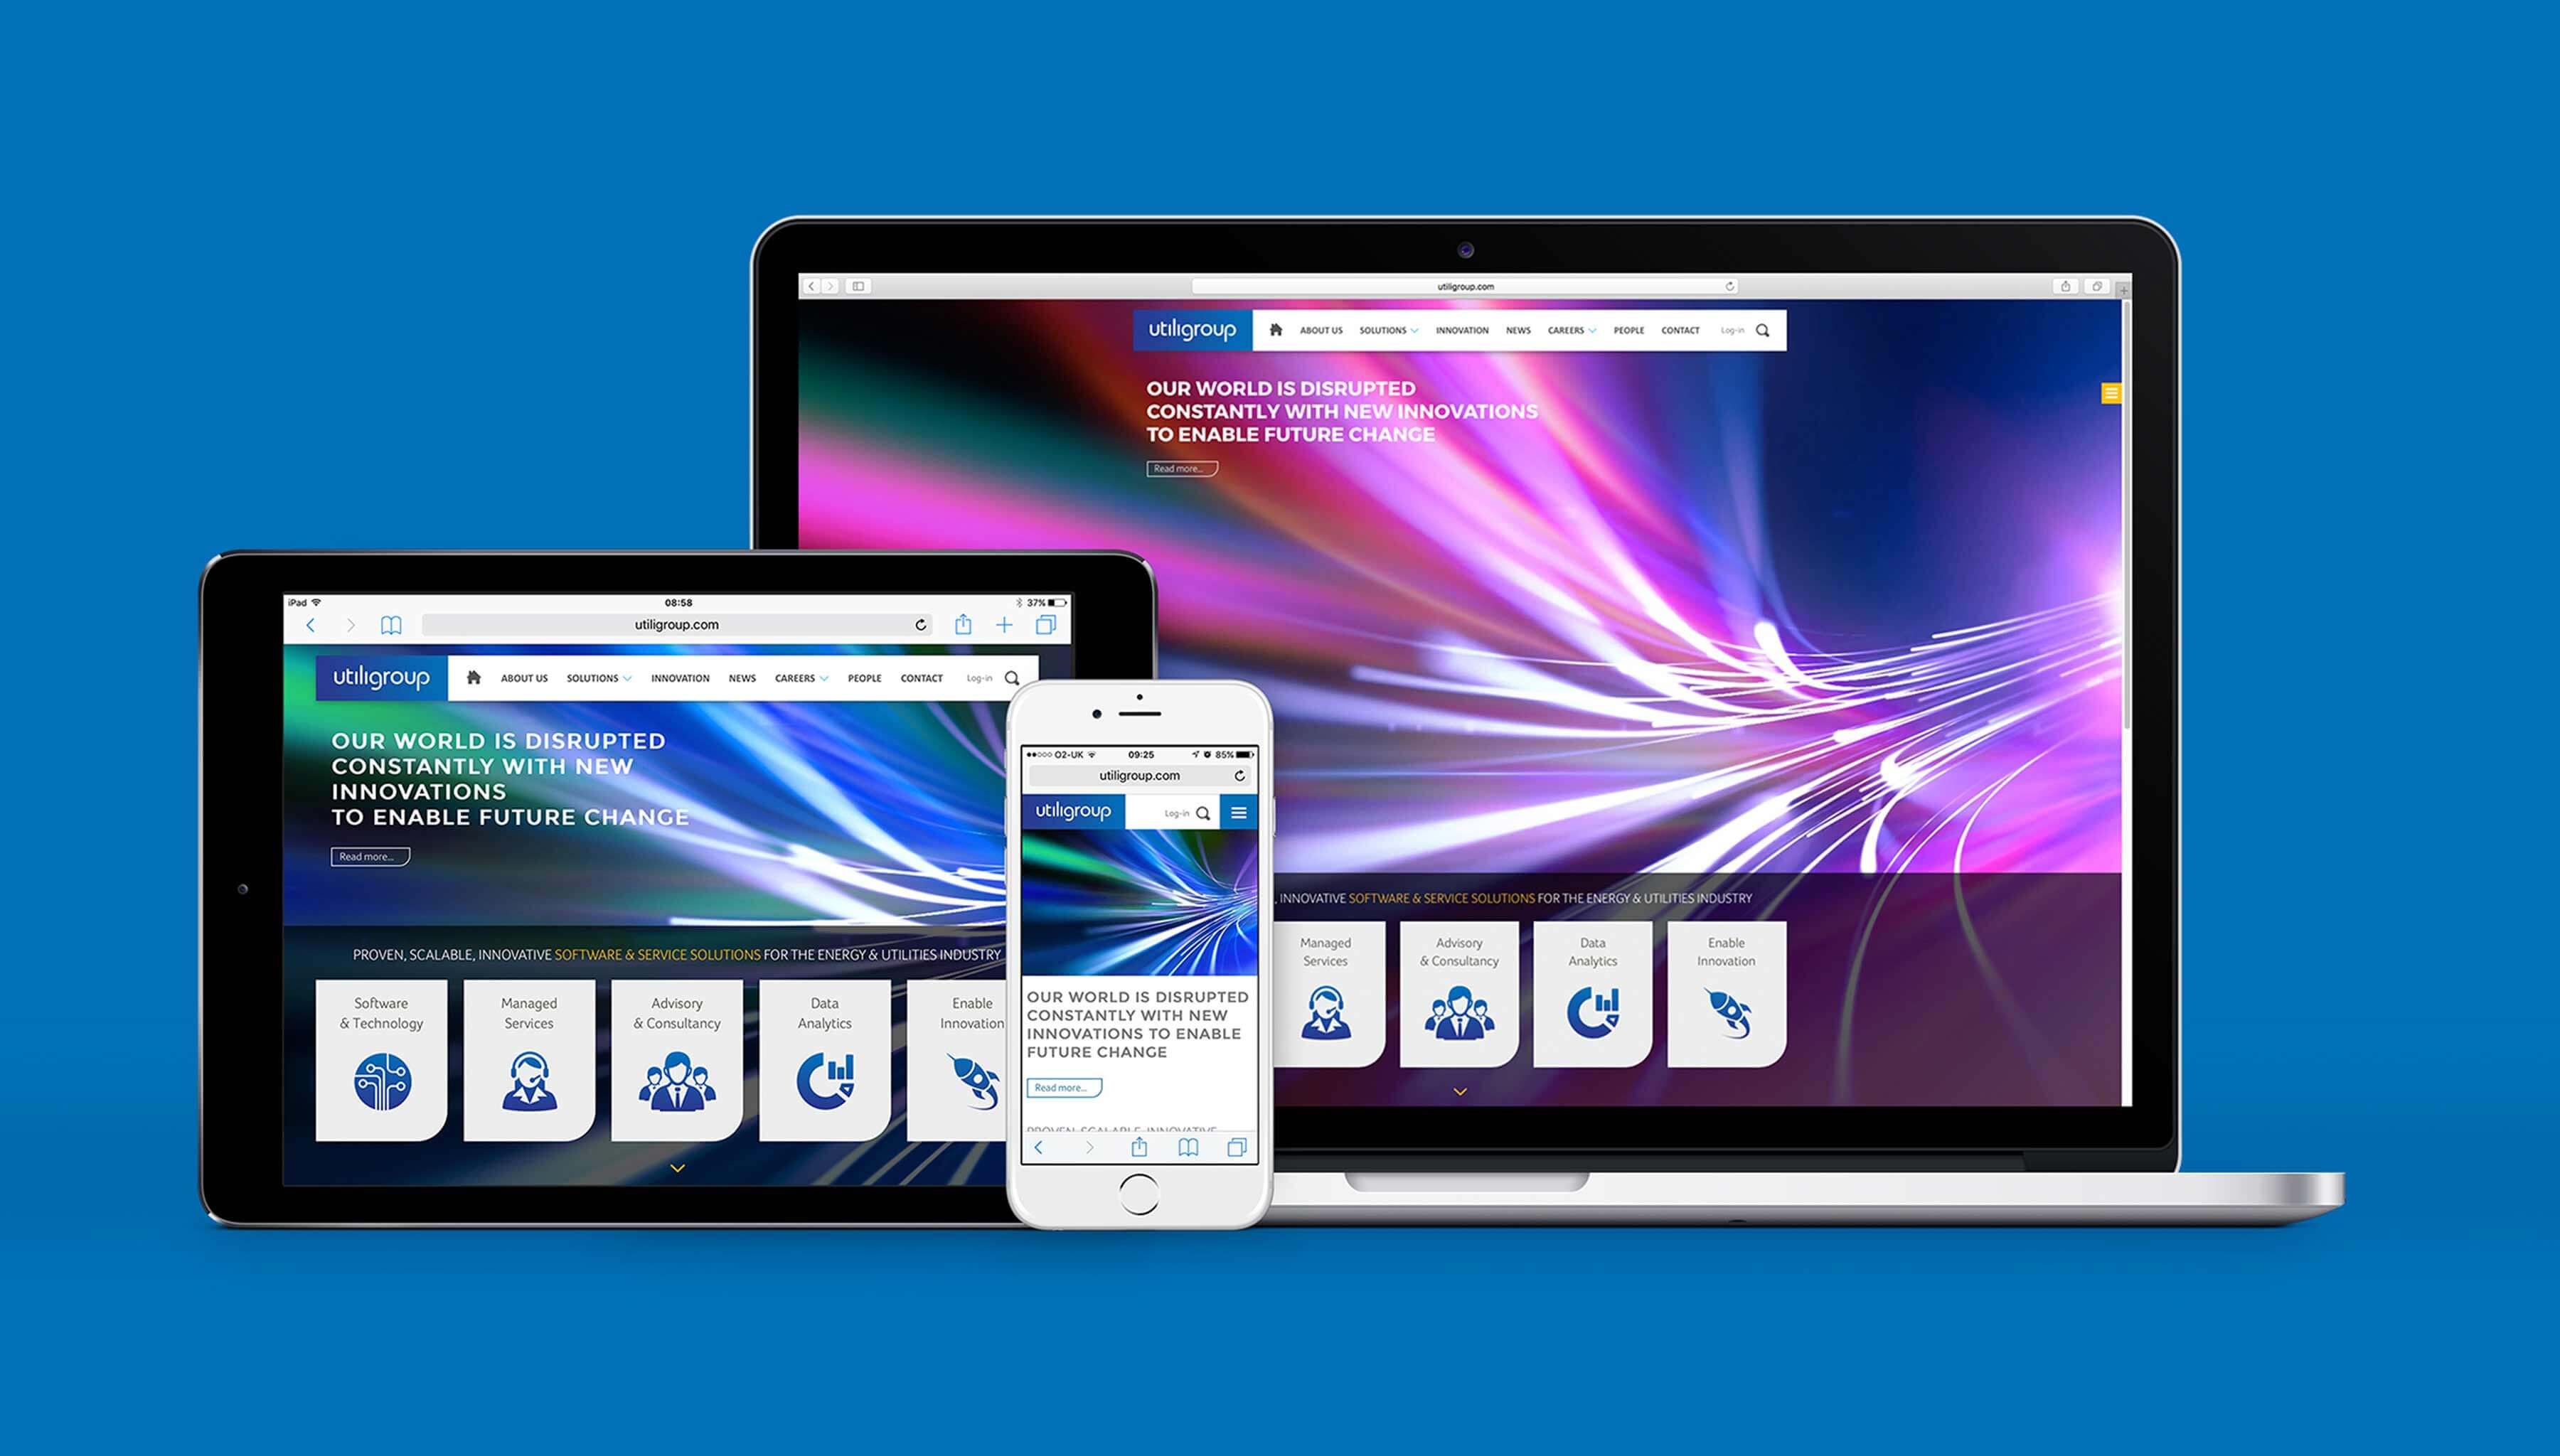 utiligroup.com
utiligroup ABOUT US SOLUTIONS INNOVATION NEWS CAREERS PEOPLE CONTACT Log-in
OUR WORLD IS DISRUPTED
CONSTANTLY WITH NEW INNOVATIONS
TO ENABLE FUTURE CHANGE
Read more...
, INNOVATIVE SOFTWARE & SERVICE SOLUTIONS FOR THE ENERGY & UTILITIES INDUSTRY
Managed
Services
Advisory
& Consultancy
Data
Analytics
Enable
Innovation
iPad 08:58 37%
utiligroup.com
utiligroup ABOUT US SOLUTIONS INNOVATION NEWS CAREERS PEOPLE CONTACT Log-in
OUR WORLD IS DISRUPTED
CONSTANTLY WITH NEW
INNOVATIONS
TO ENABLE FUTURE CHANGE
Read more...
PROVEN, SCALABLE, INNOVATIVE SOFTWARE & SERVICE SOLUTIONS FOR THE ENERGY & UTILITIES INDUSTRY
Software
& Technology
Managed
Services
Advisory
& Consultancy
Data
Analytics
Enable
Innovation
O2-UK 09:25 85%
utiligroup.com
utiligroup Log-in
OUR WORLD IS DISRUPTED
CONSTANTLY WITH NEW
INNOVATIONS TO ENABLE
FUTURE CHANGE
Read more...
PROVEN, SCALABLE, INNOVATIVE